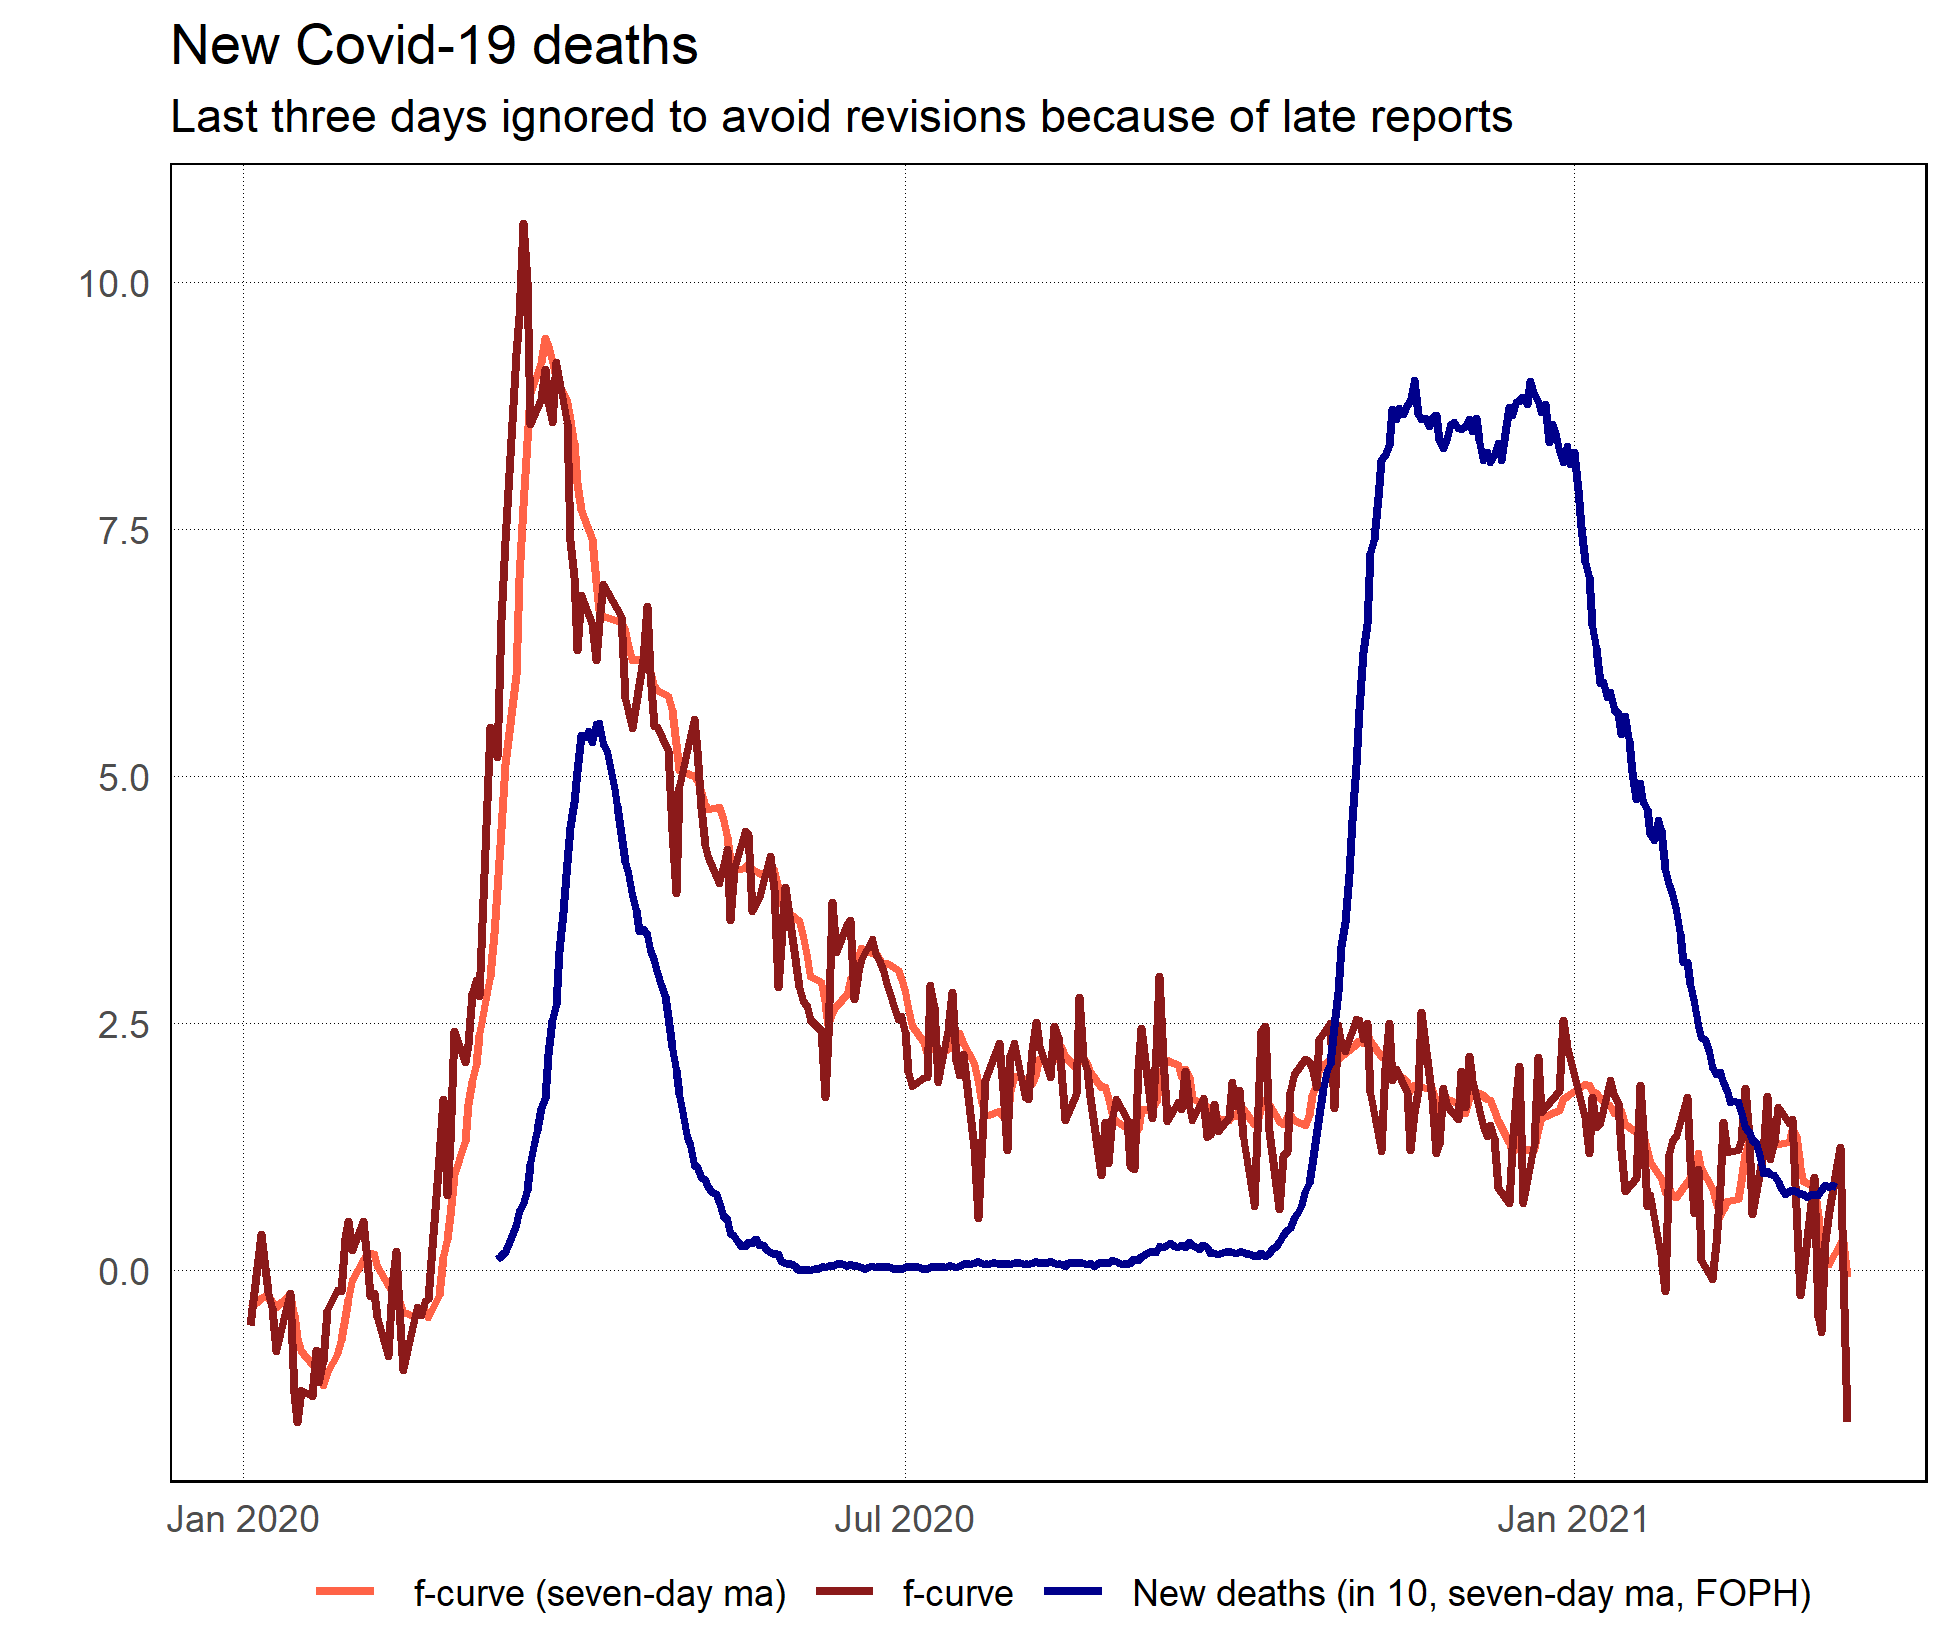 New Covid-19 deaths
Last three days ignored to avoid revisions because of late reports
10.0
7.5
5.0
2.5
0.0
Jan 2020 Jul 2020 Jan 2021
f-curve (seven-day ma) f-curve New deaths (in 10, seven-day ma, FOPH)